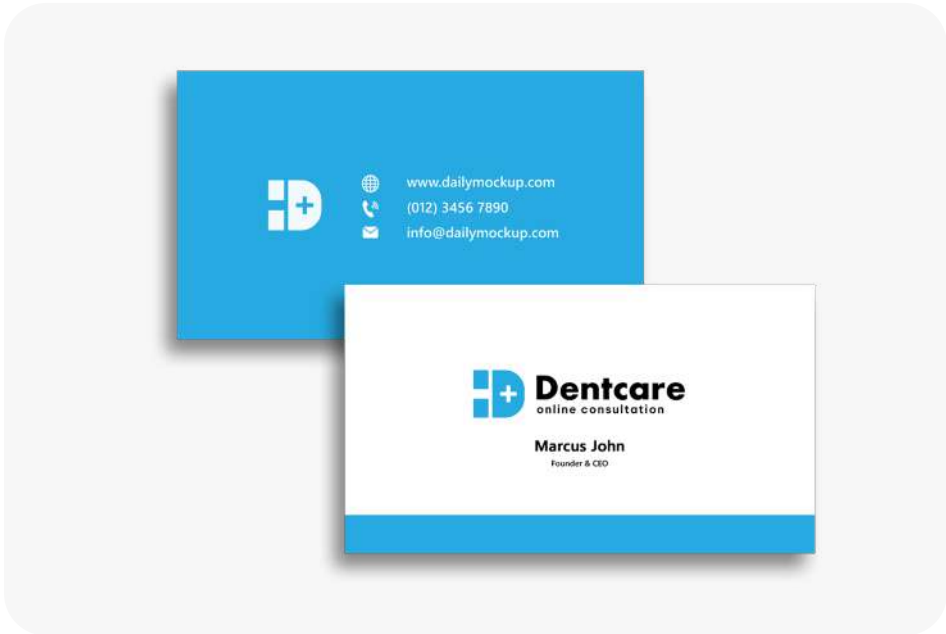 www.dailymockup.com
(012) 3456 7890
info@dailymockup.com
Dentcare
online consultation
Marcus John
Founder & CEO